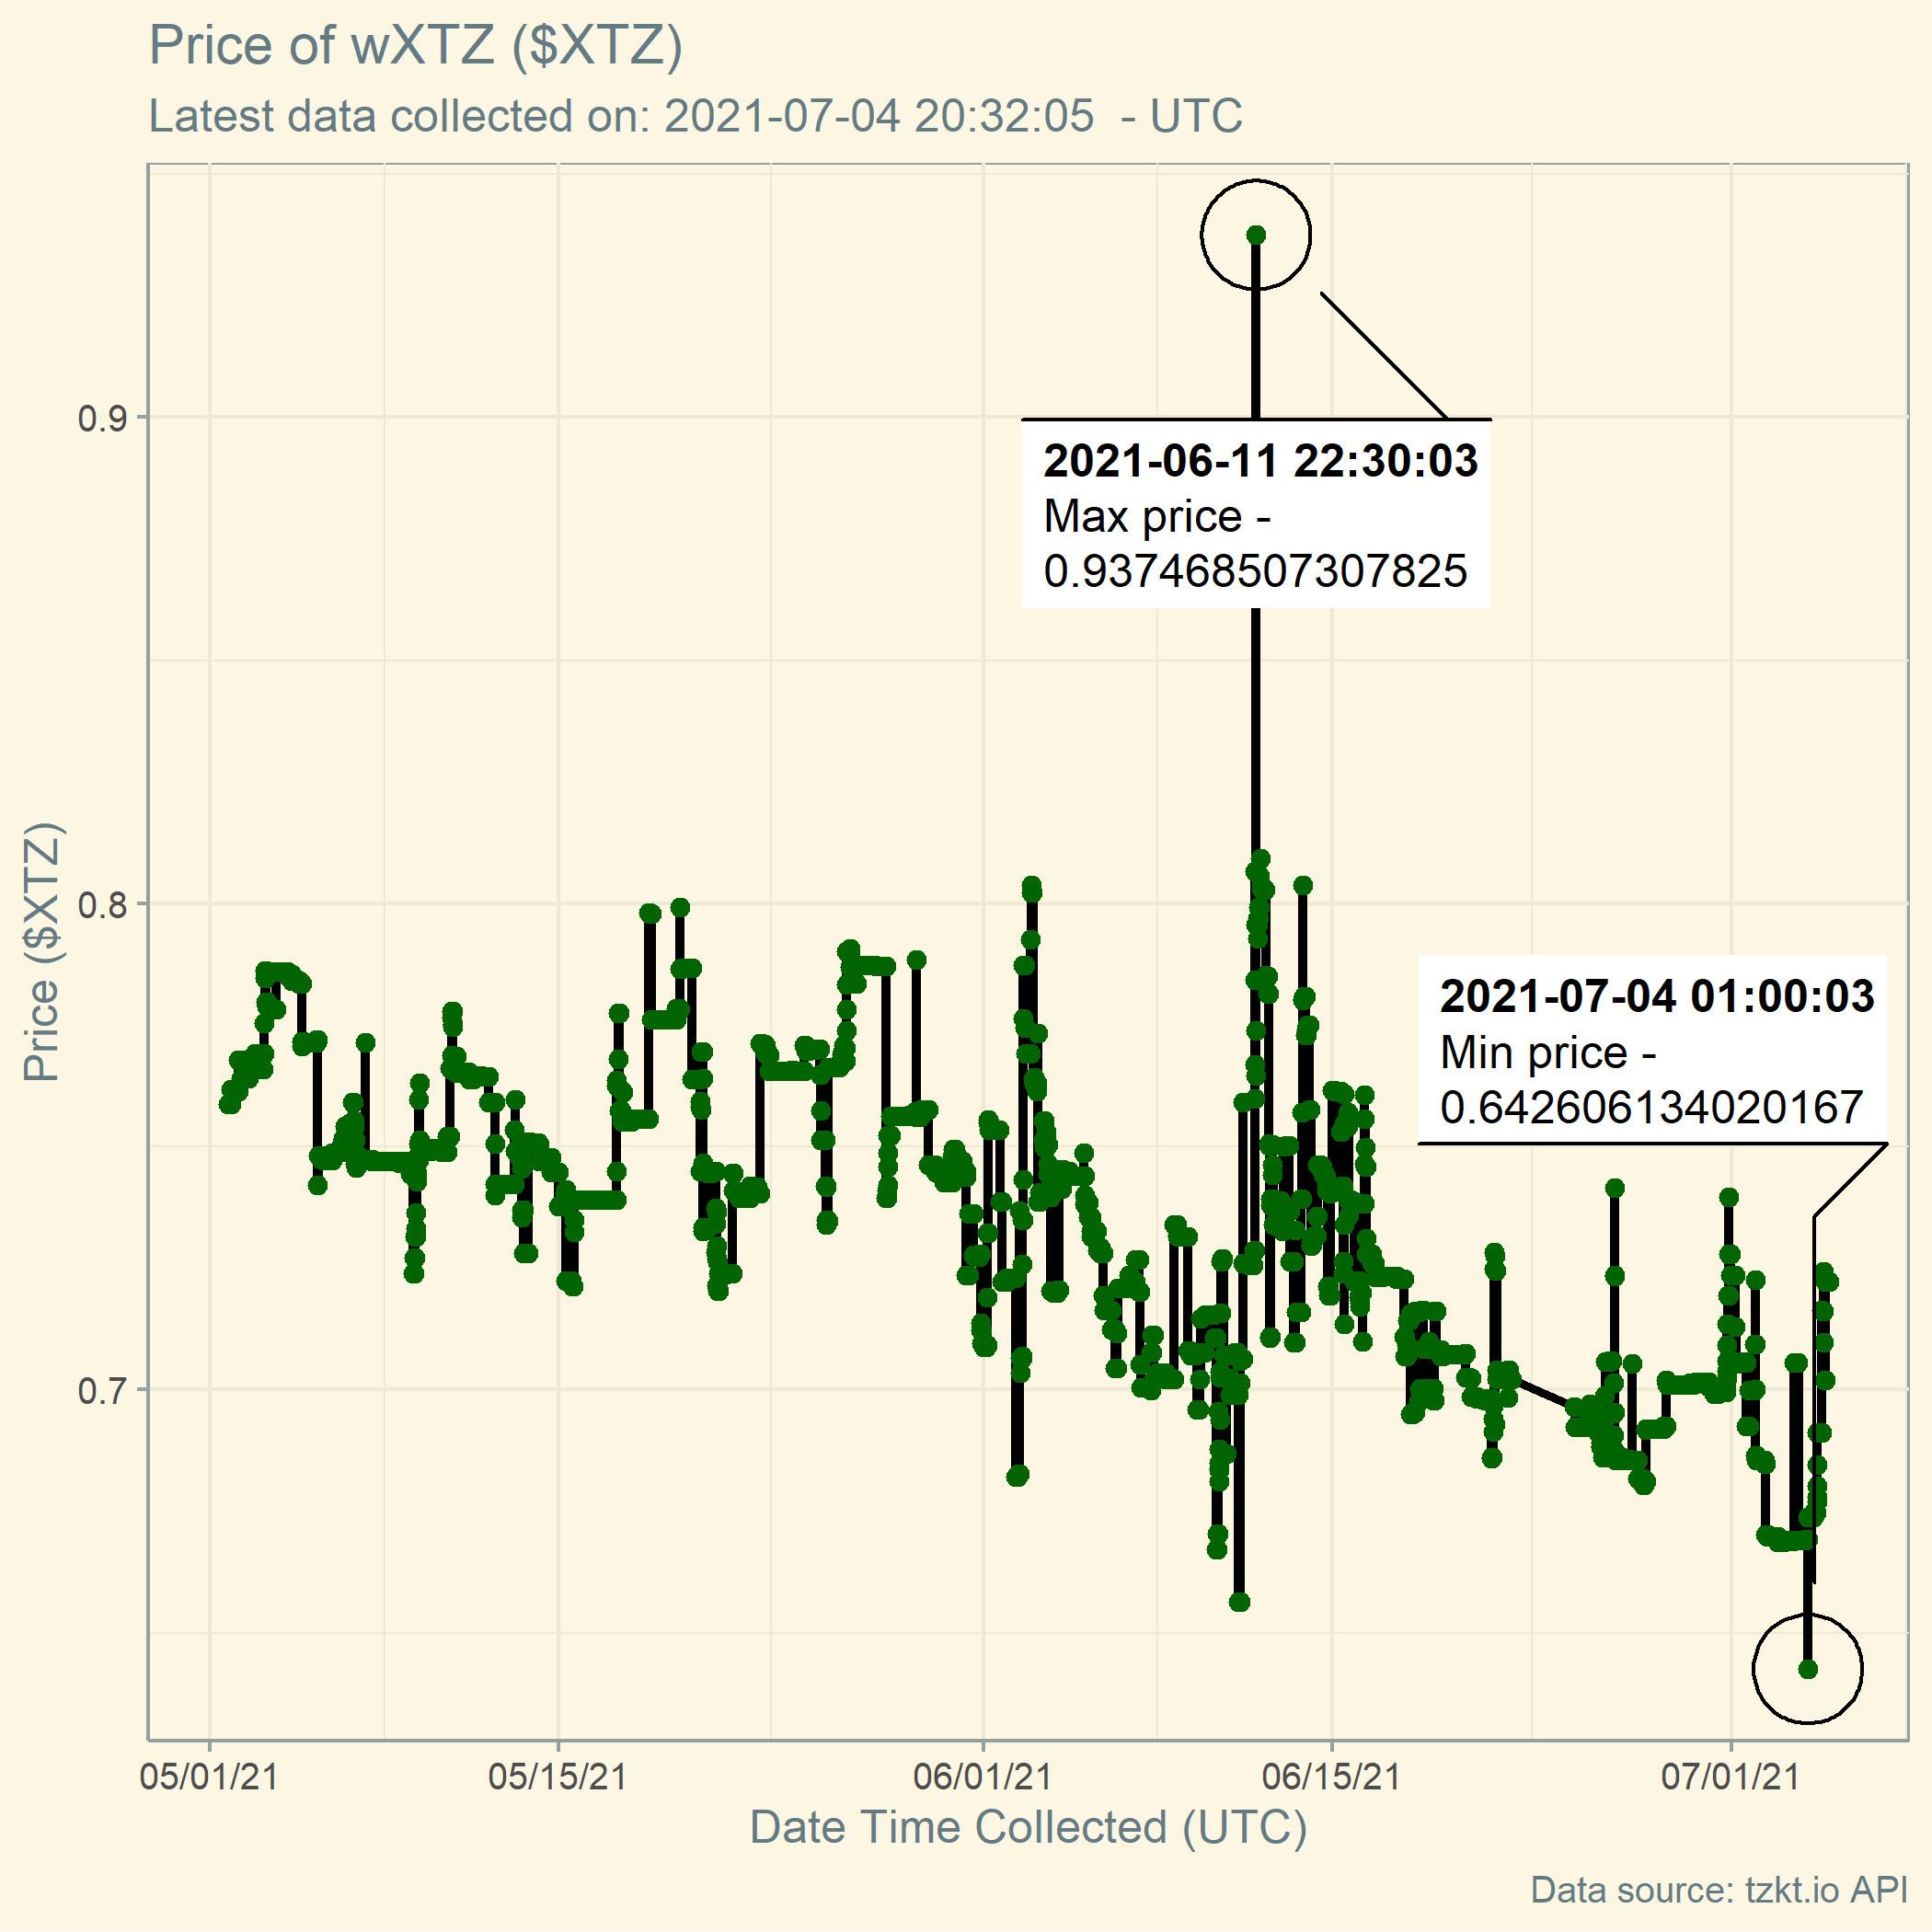 Price of wXTZ ($XTZ)
Latest data collected on: 2021-07-04 20:32:05  - UTC
Price ($XTZ)
0.9
0.8
0.7
2021-06-11 22:30:03
Max price -
0.937468507307825
2021-07-04 01:00:03
Min price -
0.642606134020167
05/01/21
05/15/21
06/01/21
06/15/21
07/01/21
Date Time Collected (UTC)
Data source: tzkt.io API